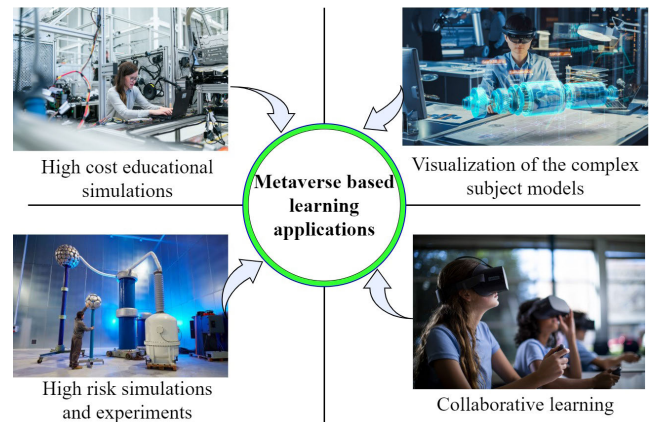 High cost educational
simulations
Visualization of the complex
subject models
Metaverse based
learning
applications
High risk simulations
and experiments
Collaborative learning